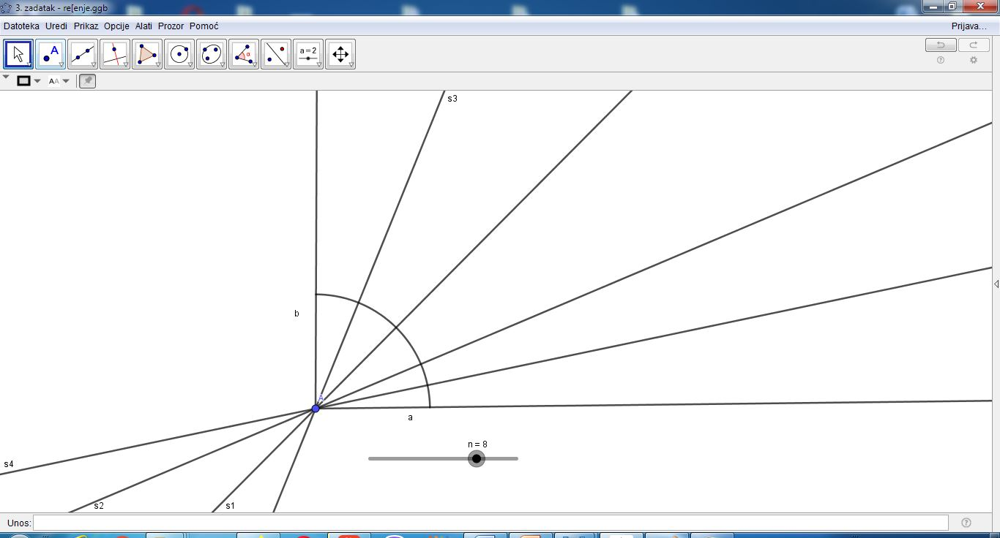 3. zadatak - re[enje.ggb
Datoteka Uredi Prikaz Opcije Alati Prozor Pomoć Prijava...
A α a = 2
AA
s3
b
A
a
n = 8
s4
s2 s1
Unos: